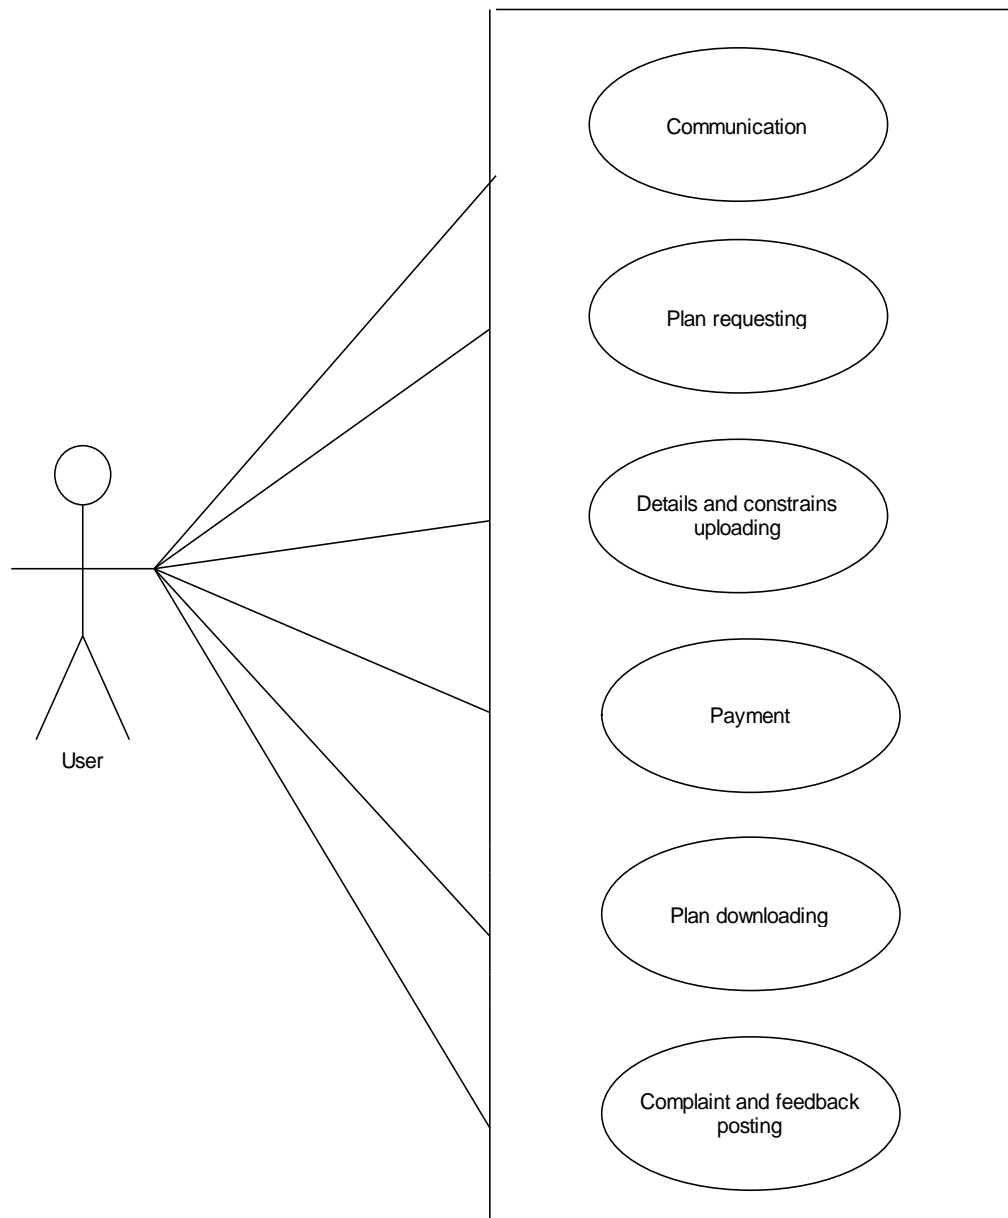 Communication
Plan requesting
Details and constrains
uploading
User
Payment
Plan downloading
Complaint and feedback
posting